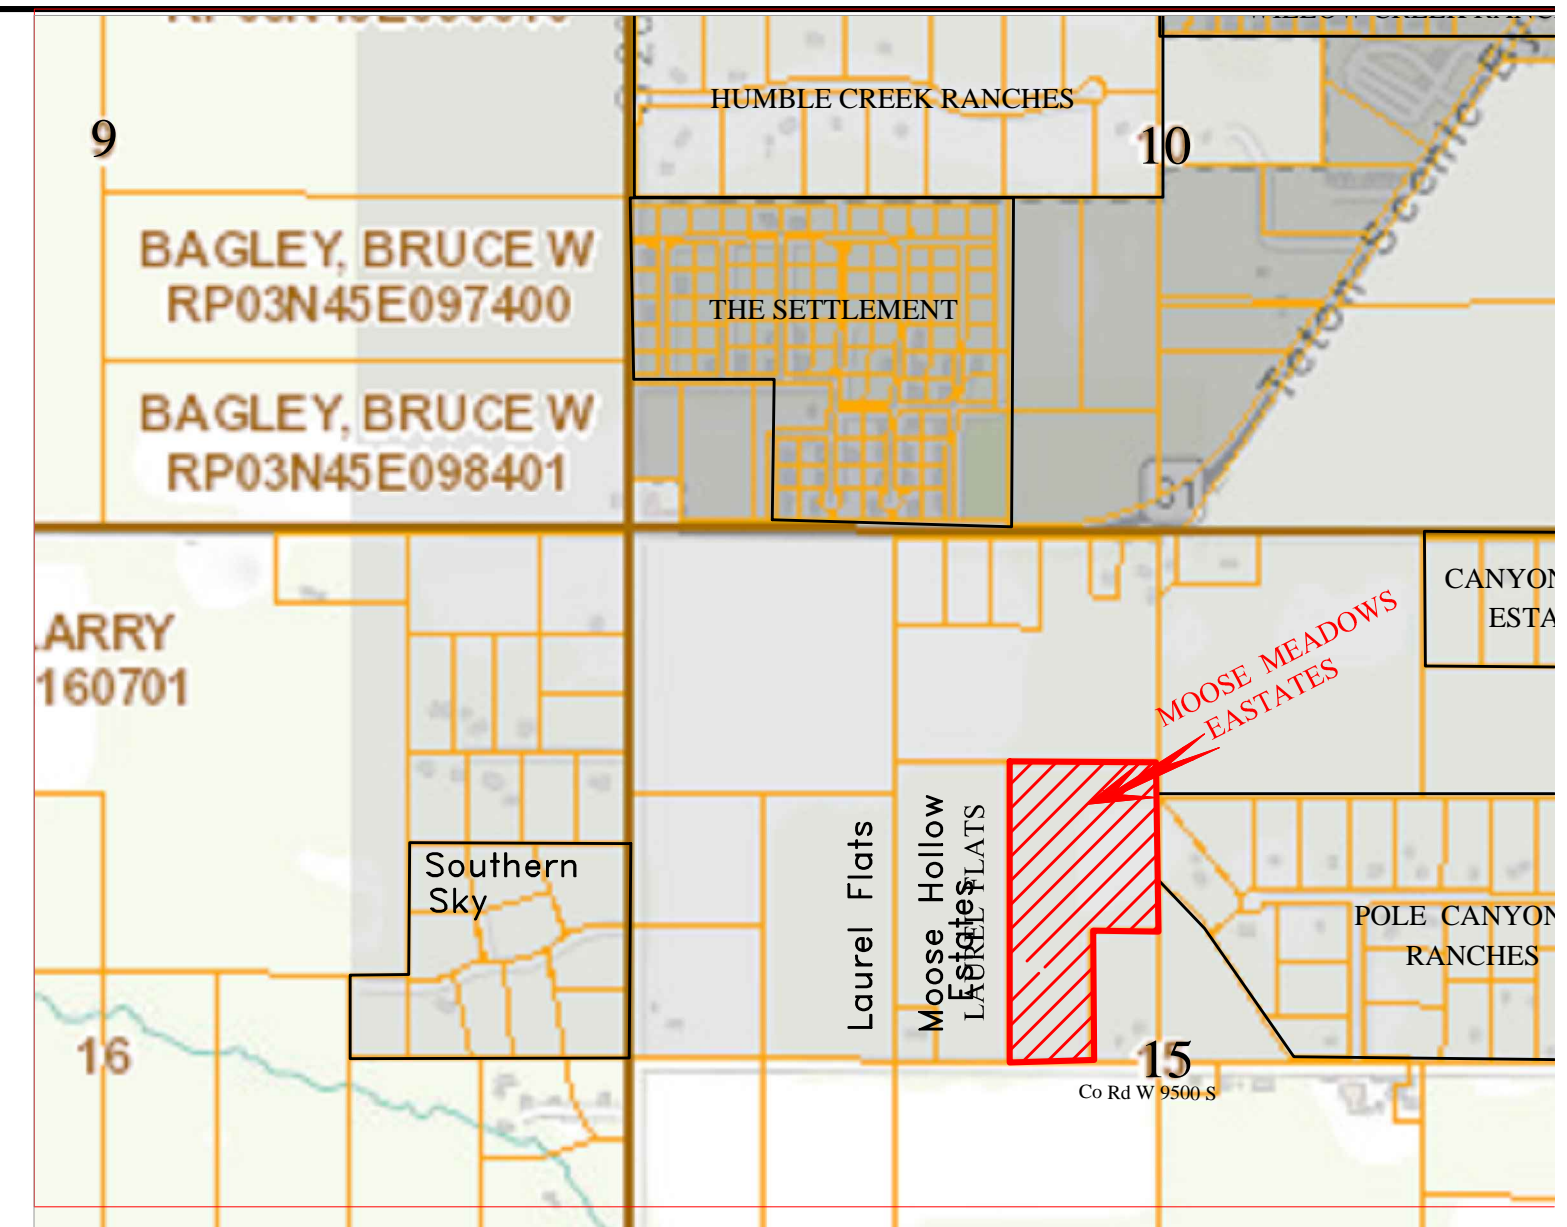 HUMBLE CREEK RANCHES
9
10
BAGLEY, BRUCE W
RP03N45E097400
THE SETTLEMENT
Teton Scenic
BAGLEY, BRUCE W
RP03N45E098401
31
CANYON
ESTA
LARRY
160701
MOOSE MEADOWS
EASTATES
Southern
Sky
Laurel Flats
Moose Hollow
Estates
LAUREL FLATS
POLE CANYON
RANCHES
16
15
Co Rd W 9500 S